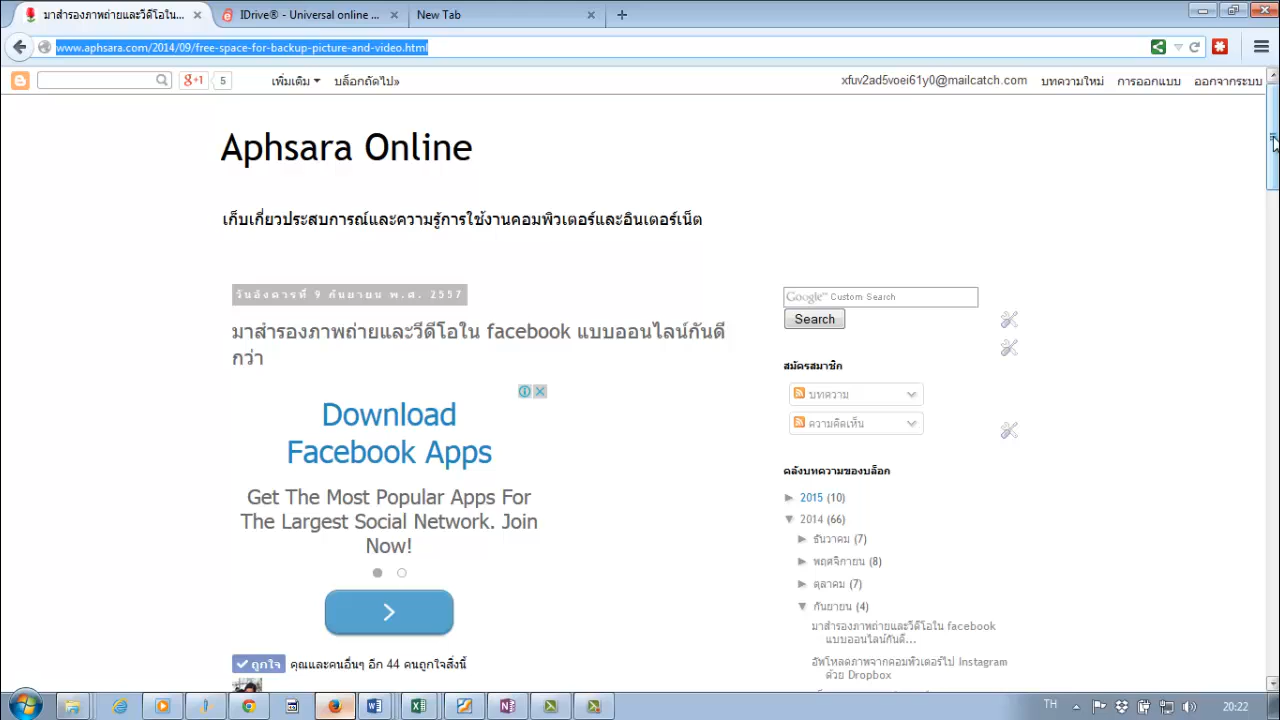 มาสำรองภาพถ่ายและวีดีโอใน...
IDrive® - Universal online ...
New Tab
www.aphsara.com/2014/09/free-space-for-backup-picture-and-video.html
g+1
5
เพิ่มเติม
บล็อกถัดไป»
xfuv2ad5voei61y0@mailcatch.com
บทความใหม่
การออกแบบ
ออกจากระบบ
Aphsara Online
เก็บเกี่ยวประสบการณ์และความรู้การใช้งานคอมพิวเตอร์และอินเตอร์เน็ต
วันอังคารที่ 9 กันยายน พ.ศ. 2557
มาสำรองภาพถ่ายและวีดีโอใน facebook แบบออนไลน์กันดี
กว่า
Download
Facebook Apps
Get The Most Popular Apps For
The Largest Social Network. Join
Now!
ถูกใจ
คุณและคนอื่นๆ อีก 44 คนถูกใจสิ่งนี้
Google™ Custom Search
Search
สมัครสมาชิก
บทความ
ความคิดเห็น
คลังบทความของบล็อก
► 2015 (10)
▼ 2014 (66)
► ธันวาคม (7)
► พฤศจิกายน (8)
► ตุลาคม (7)
▼ กันยายน (4)
มาสำรองภาพถ่ายและวีดีโอใน facebook
แบบออนไลน์กันดี...
อัพโหลดภาพจากคอมพิวเตอร์ไป Instagram
ด้วย Dropbox
TH
20:22